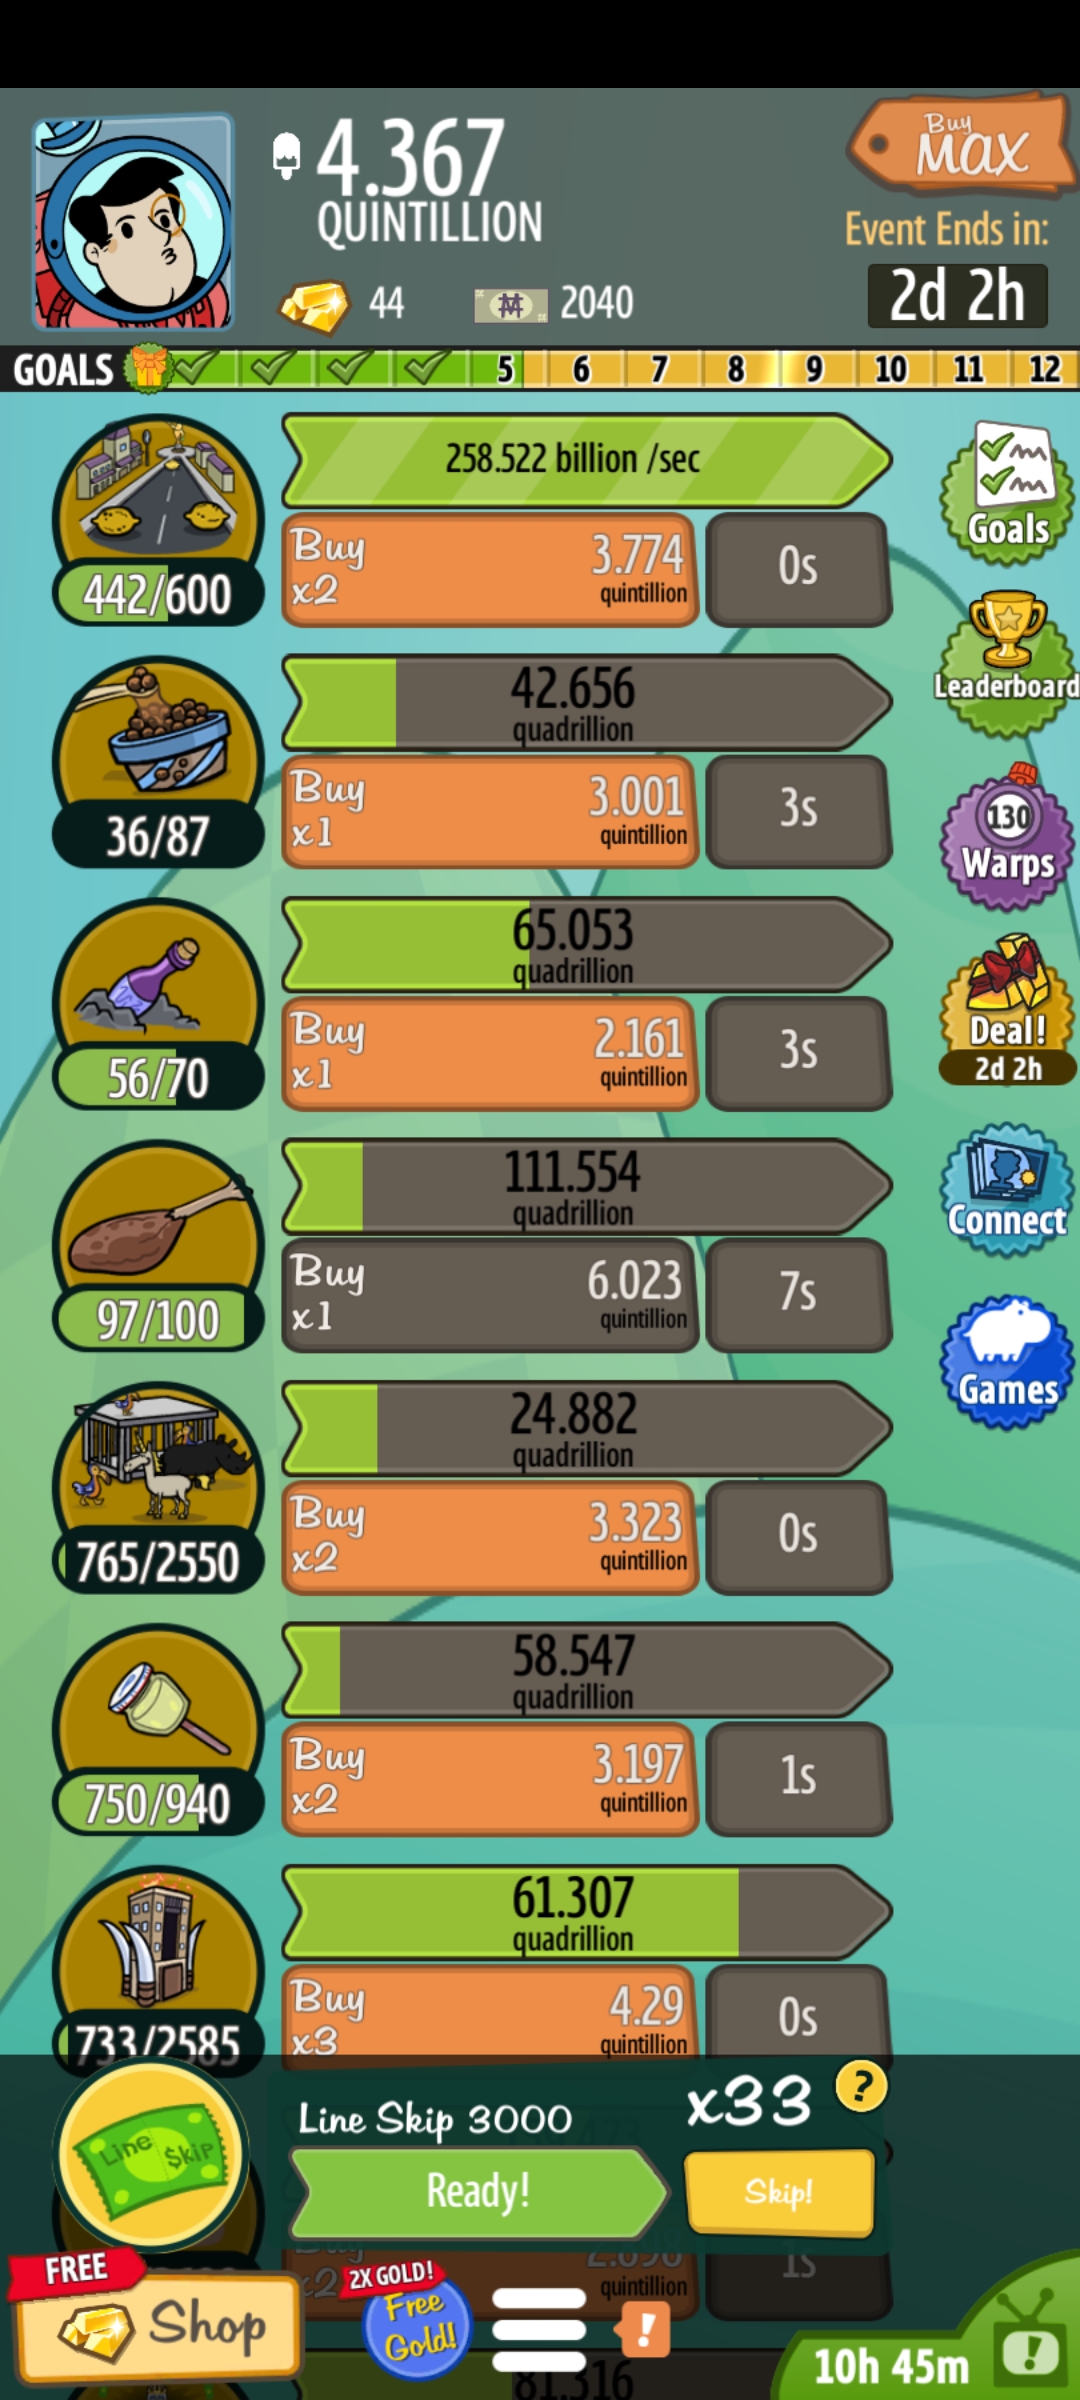 4.367
QUINTILLION
Buy
MAX
Event Ends in:
2d 2h
44
2040
GOALS 5 6 7 8 9 10 11 12
258.522 billion /sec
Buy
x2
3.774
quintillion
0s
442/600
Goals
42.656
quadrillion
Buy
x1
3.001
quintillion
3s
36/87
Leaderboard
130
Warps
65.053
quadrillion
Buy
x1
2.161
quintillion
3s
56/70
Deal!
2d 2h
111.554
quadrillion
Buy
x1
6.023
quintillion
7s
97/100
Connect
Games
24.882
quadrillion
Buy
x2
3.323
quintillion
0s
765/2550
58.547
quadrillion
Buy
x2
3.197
quintillion
1s
750/940
61.307
quadrillion
Buy
x3
4.29
quintillion
0s
733/2585
Line Skip
Line Skip 3000
x33
?
Ready!
Skip!
Buy
x2
quintillion
1s
FREE
Shop
2X GOLD!
Free
Gold!
!
81.316
10h 45m
!